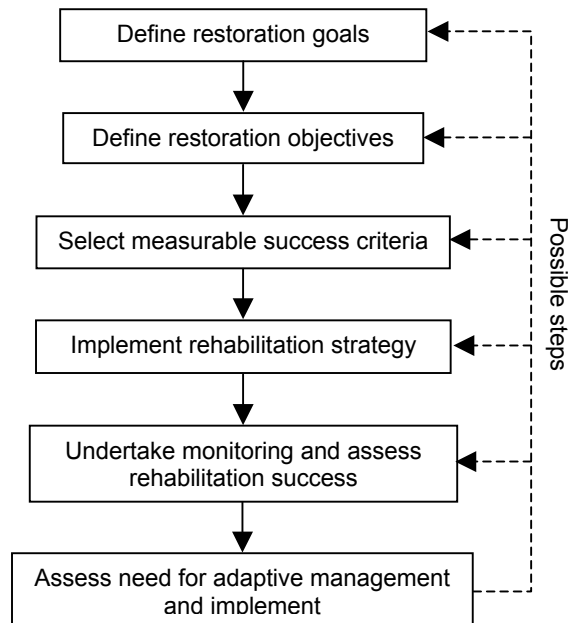 Define restoration goals
Define restoration objectives
Select measurable success criteria
Implement rehabilitation strategy
Undertake monitoring and assess
rehabilitation success
Assess need for adaptive management
and implement
Possible steps